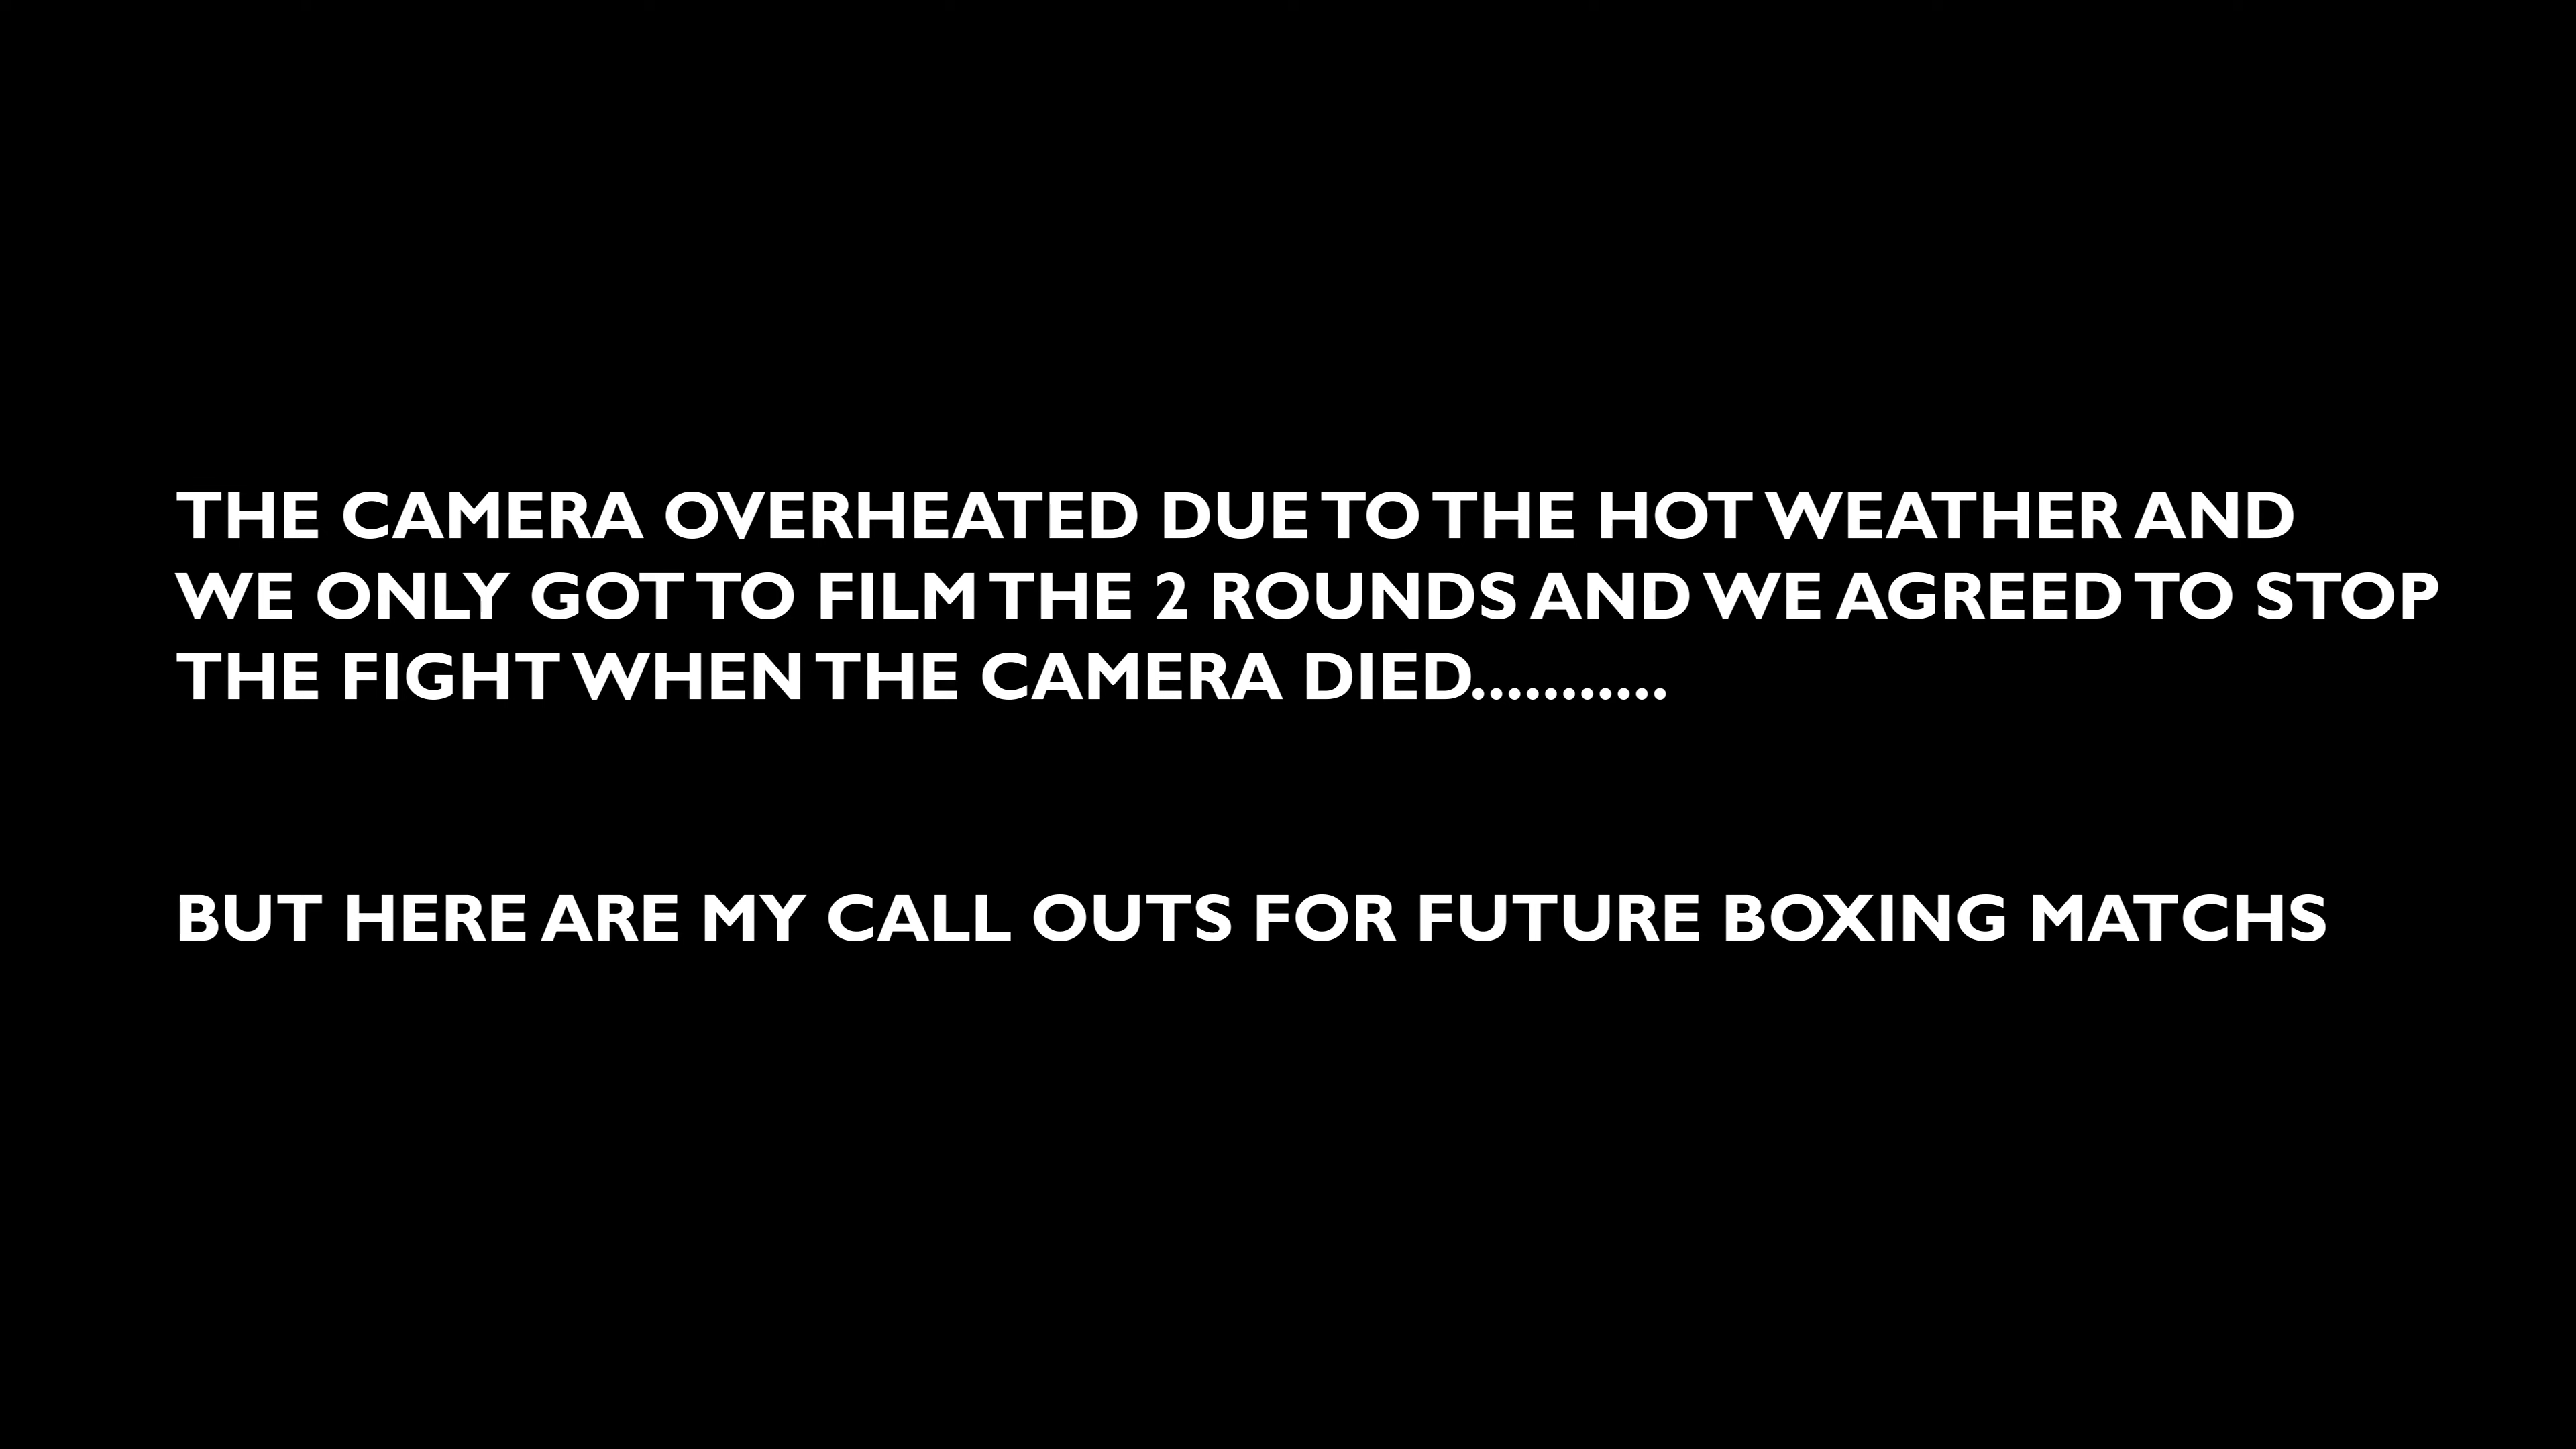 THE CAMERA OVERHEATED DUE TO THE HOT WEATHER AND
WE ONLY GOT TO FILM THE 2 ROUNDS AND WE AGREED TO STOP
THE FIGHT WHEN THE CAMERA DIED...........
BUT HERE ARE MY CALL OUTS FOR FUTURE BOXING MATCHS